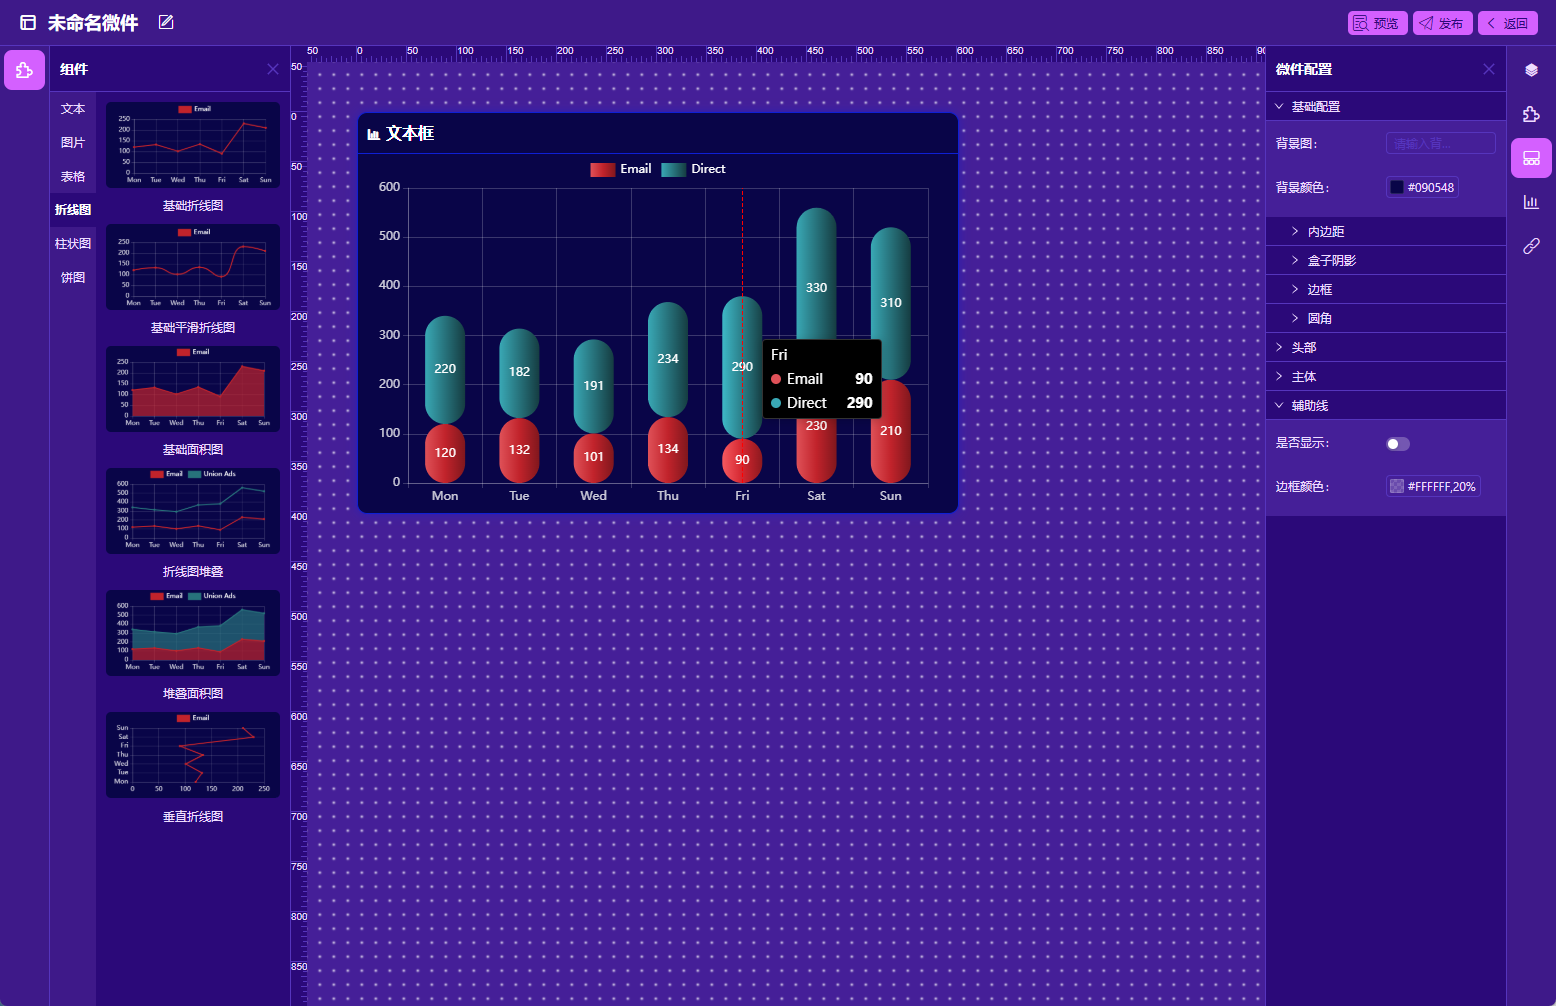 未命名微件
预览
发布
返回
组件
文本
图片
表格
折线图
柱状图
饼图
Email
250
200
150
100
50
0
Mon Tue Wed Thu Fri Sat Sun
基础折线图
Email
250
200
150
100
50
0
Mon Tue Wed Thu Fri Sat Sun
基础平滑折线图
Email
250
200
150
100
50
0
Mon Tue Wed Thu Fri Sat Sun
基础面积图
Email Union Ads
600
500
400
300
200
100
0
Mon Tue Wed Thu Fri Sat Sun
折线图堆叠
Email Union Ads
600
500
400
300
200
100
0
Mon Tue Wed Thu Fri Sat Sun
堆叠面积图
Email
Sun
Sat
Fri
Thu
Wed
Tue
Mon
0 50 100 150 200 250
垂直折线图
50 0 50 100 150 200 250 300 350 400 450 500 550 600 650 700 750 800 850 90
50
0
50
100
150
200
250
300
350
400
450
500
550
600
650
700
750
800
850
文本框
Email Direct
600
500
400
300
200
100
0
220 182 191 234 290 330 310
120 132 101 134 90 230 210
Mon Tue Wed Thu Fri Sat Sun
Fri
Email 90
Direct 290
微件配置
基础配置
背景图：
请输入背...
背景颜色：
#090548
内边距
盒子阴影
边框
圆角
头部
主体
辅助线
是否显示：
边框颜色：
#FFFFFF,20%